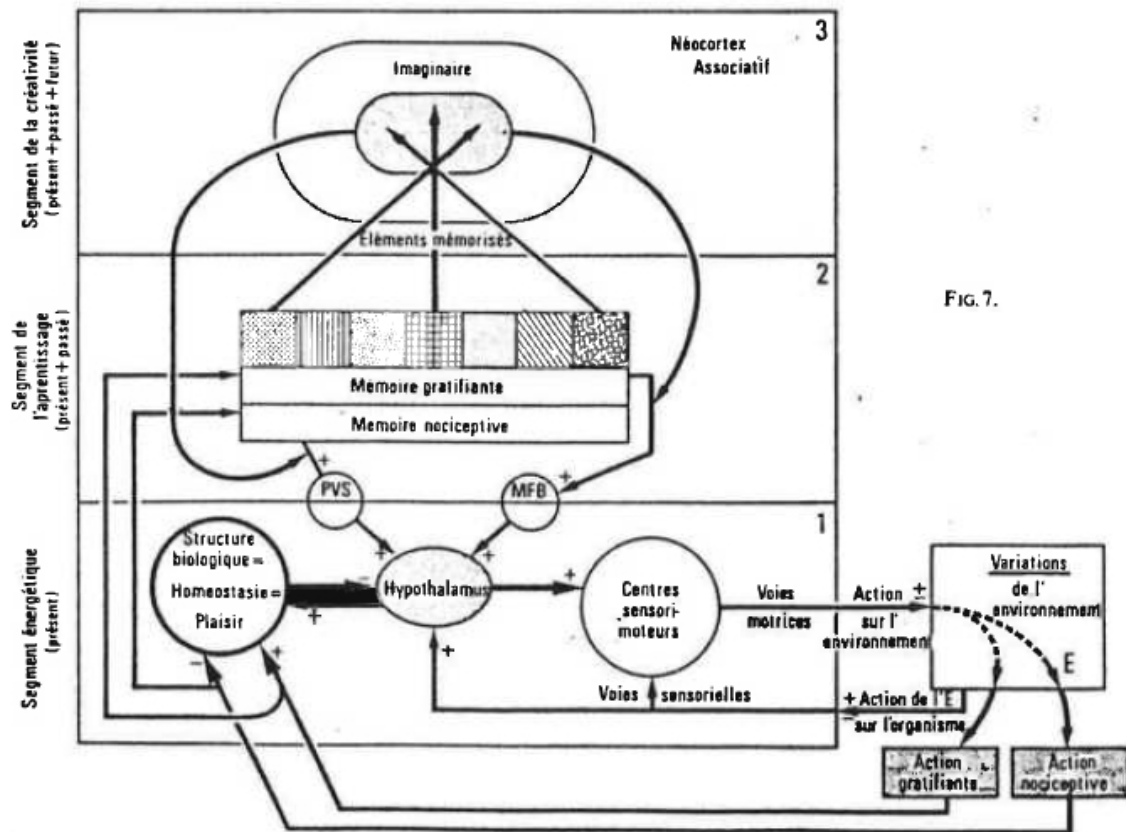 3
Néocortex
Associatif
Imaginaire
Segment de la créativité
(présent + passé + futur)
Eléments mémorisés
2
FIG. 7.
Segment de
l'aprentissage
(présent + passé)
Mémoire gratifiante
Mémoire nociceptive
+
+
PVS
MFB
1
Segment énergétique
(présent)
Structure
biologique =
Homeostasie =
Plaisir
+
+
−
+
Hypothalamus
+
Centres
sensori-
moteurs
Voies
motrices
Action
sur l'
environnement
±
Variations
de l'
environnement
E
−
+
+
Voies sensorielles
± Action de l'E
sur l'organisme
Action
gratifiante
Action
nociceptive